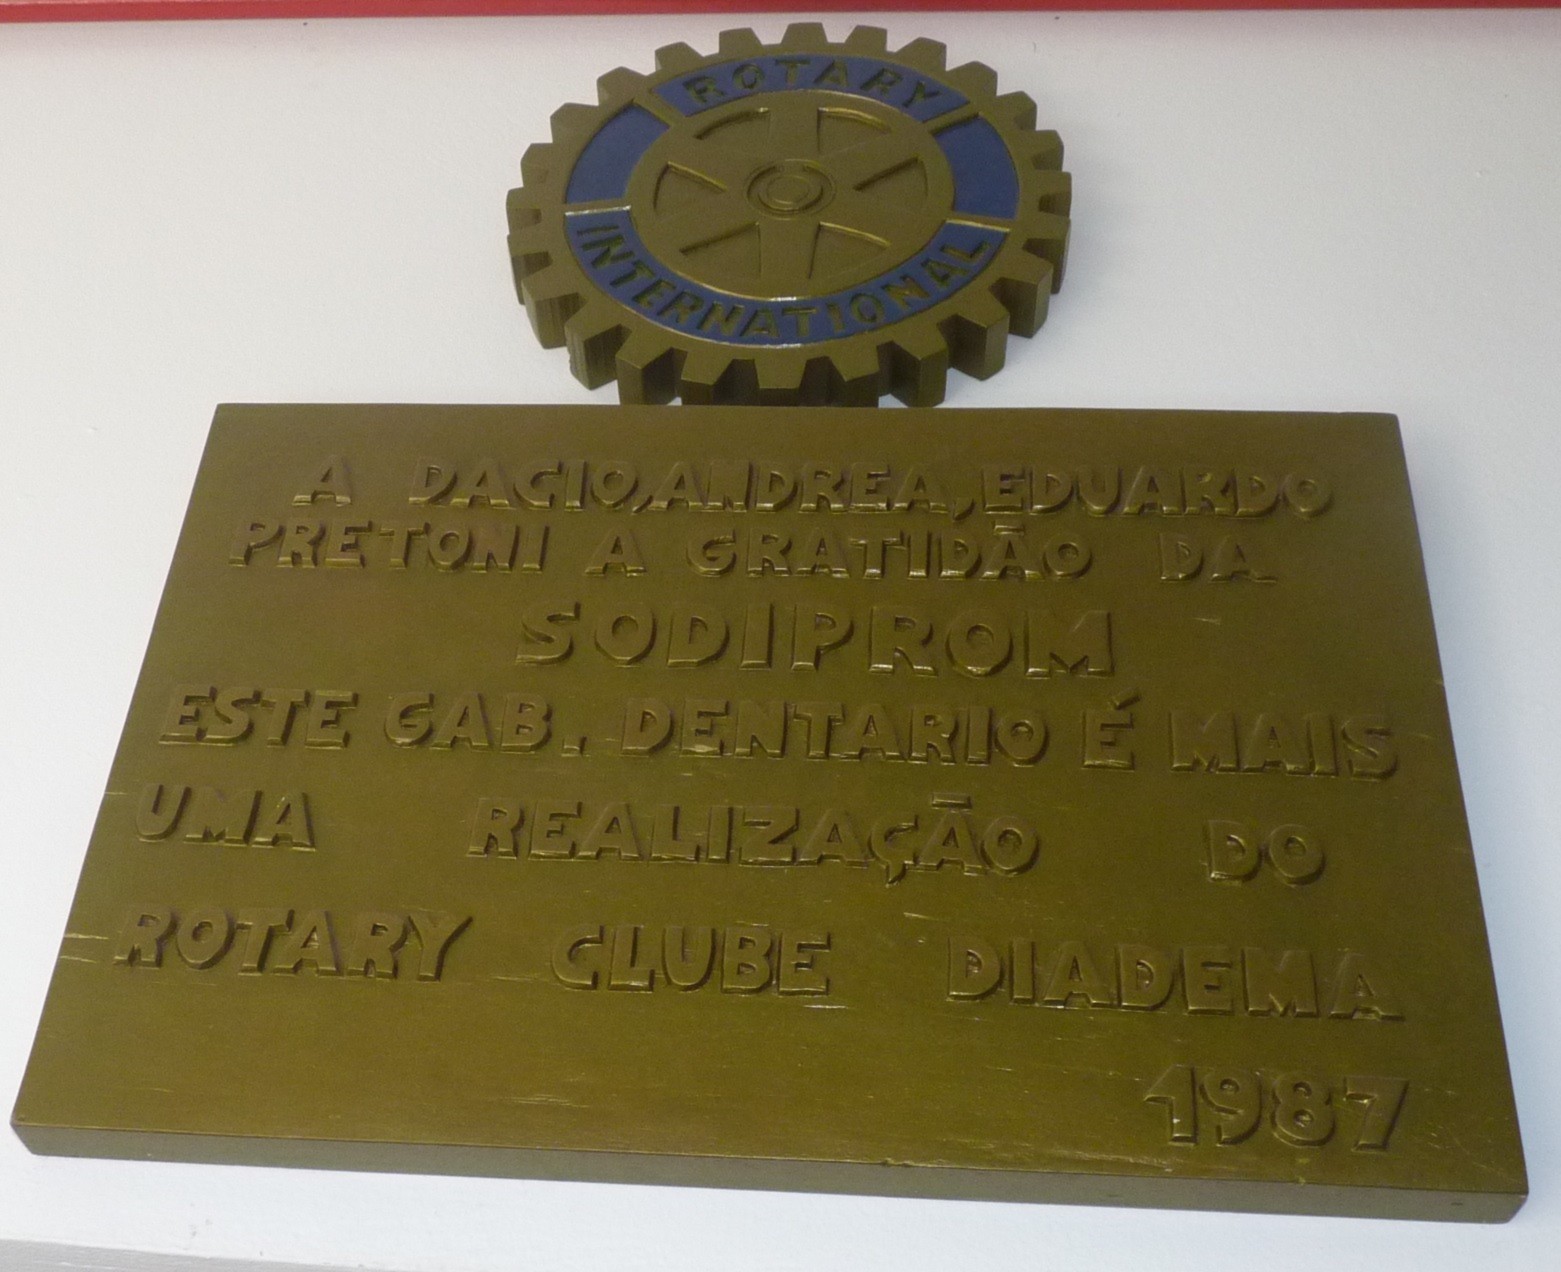 ROTARY
INTERNATIONAL
A DACIO,ANDREA,EDUARDO
PRETONI A GRATIDÃO DA
SODIPROM
ESTE GAB. DENTARIO É MAIS
UMA REALIZAÇÃO DO
ROTARY CLUBE DIADEMA
1987